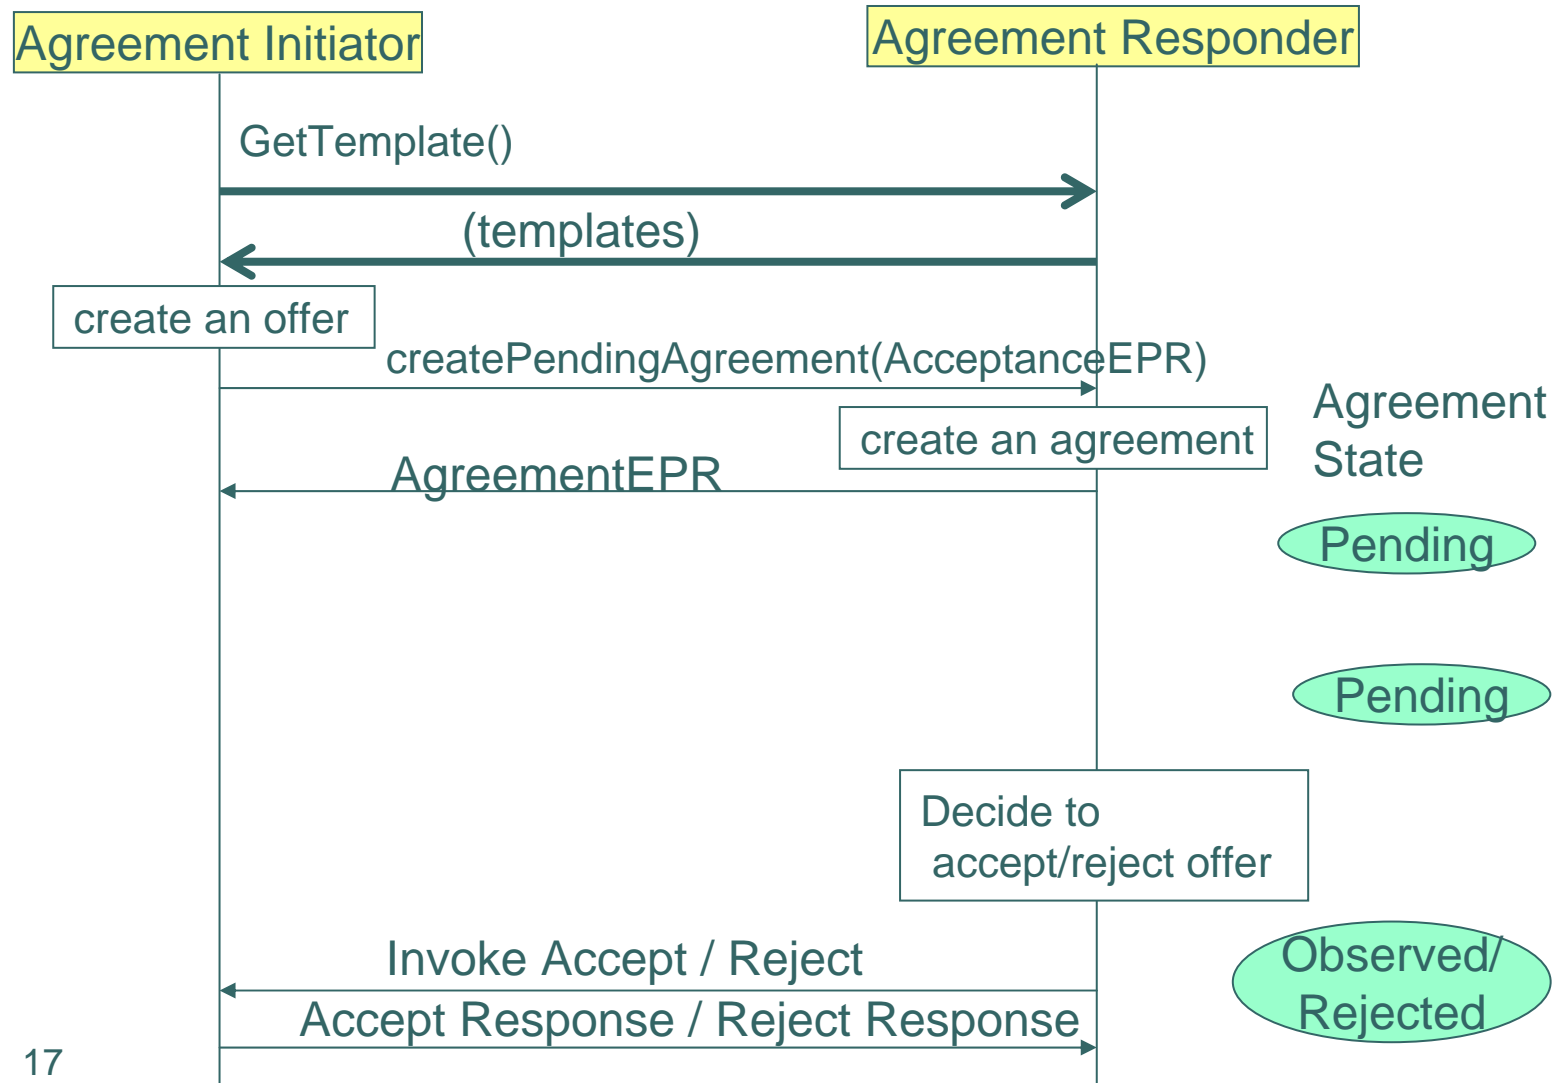 Agreement Initiator
Agreement Responder
GetTemplate()
(templates)
create an offer
createPendingAgreement(AcceptanceEPR)
create an agreement
Agreement
State
AgreementEPR
Pending
Pending
Decide to
accept/reject offer
Invoke Accept / Reject
Observed/
Rejected
Accept Response / Reject Response
17